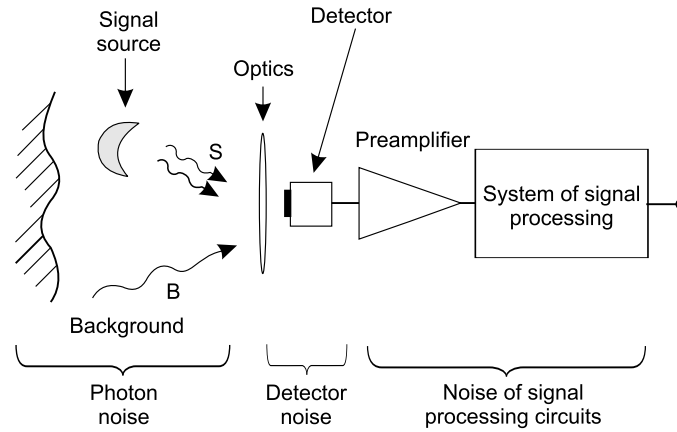 Signal
source
Detector
Optics
Preamplifier
S
System of signal
processing
B
Background
Photon
noise
Detector
noise
Noise of signal
processing circuits